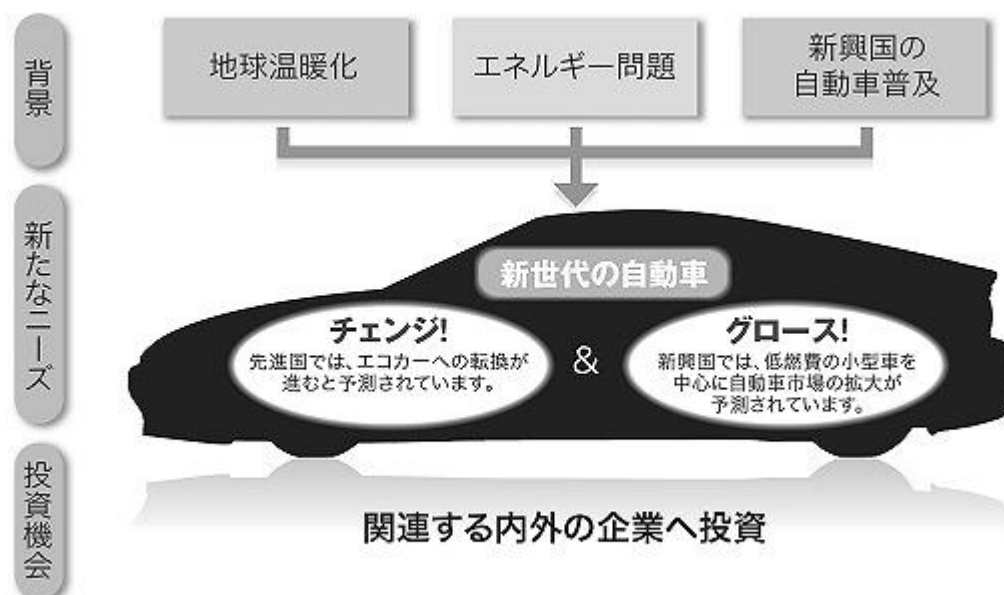 背景
地球温暖化
エネルギー問題
新興国の
自動車普及
新たなニーズ
新世代の自動車
チェンジ!
先進国では、エコカーへの転換が
進むと予測されています。
&
グロース!
新興国では、低燃費の小型車を
中心に自動車市場の拡大が
予測されています。
投資機会
関連する内外の企業へ投資